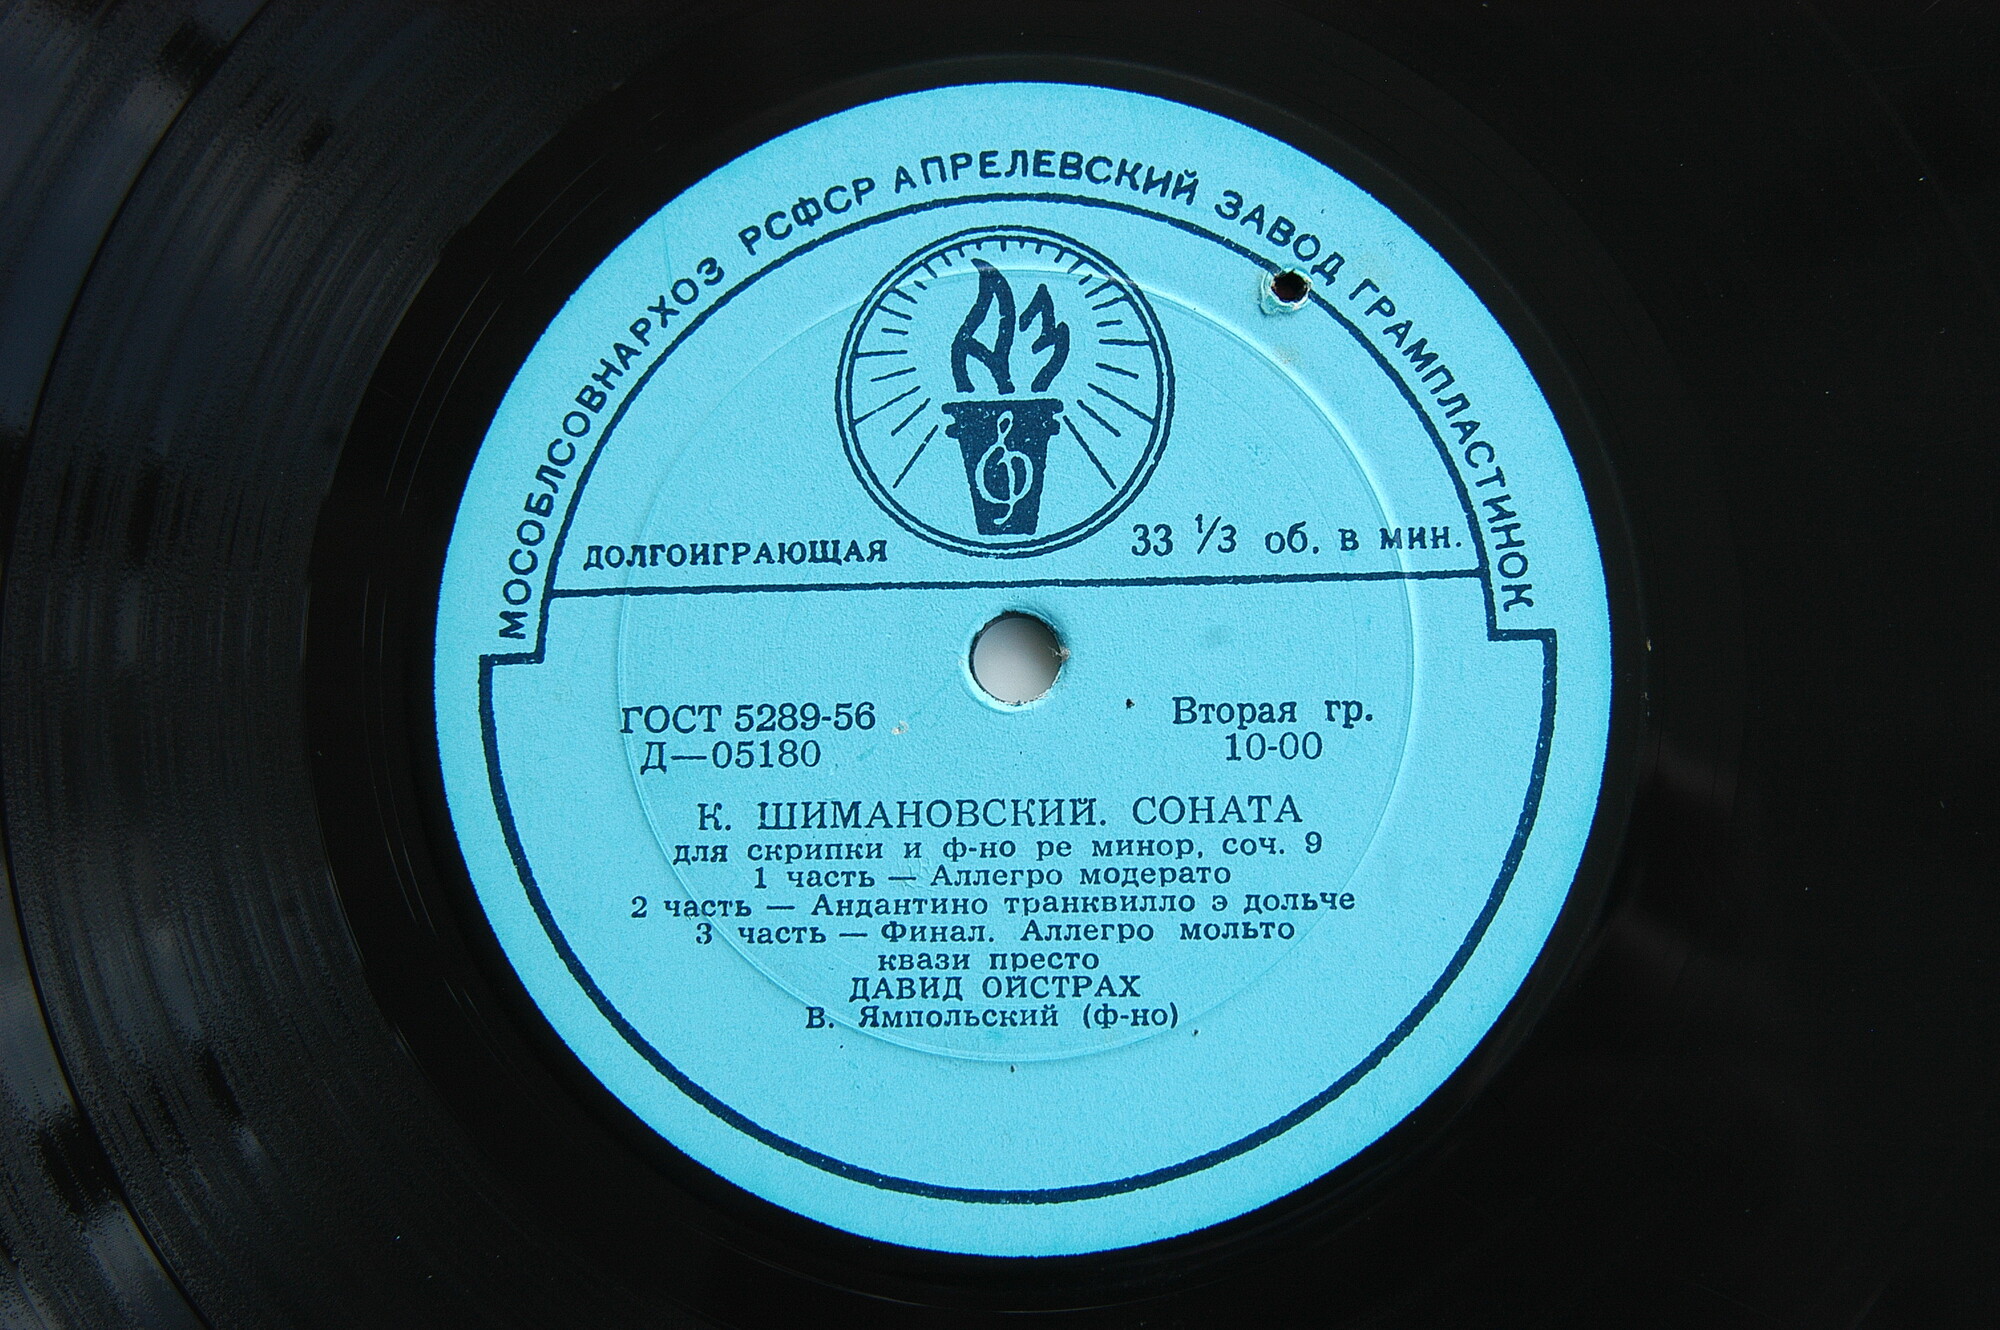 МОСОБЛСОВНАРХОЗ РСФСР АПРЕЛЕВСКИЙ ЗАВОД ГРАМПЛАСТИНОК
АЗ
ДОЛГОИГРАЮЩАЯ 33 1/3 об. в мин.
ГОСТ 5289-56 Вторая гр.
Д—05180 10-00
К. ШИМАНОВСКИЙ. СОНАТА
для скрипки и ф-но ре минор, соч. 9
1 часть — Аллегро модерато
2 часть — Андантино транквилло э дольче
3 часть — Финал. Аллегро мольто
квази престо
ДАВИД ОЙСТРАХ
В. Ямпольский (ф-но)